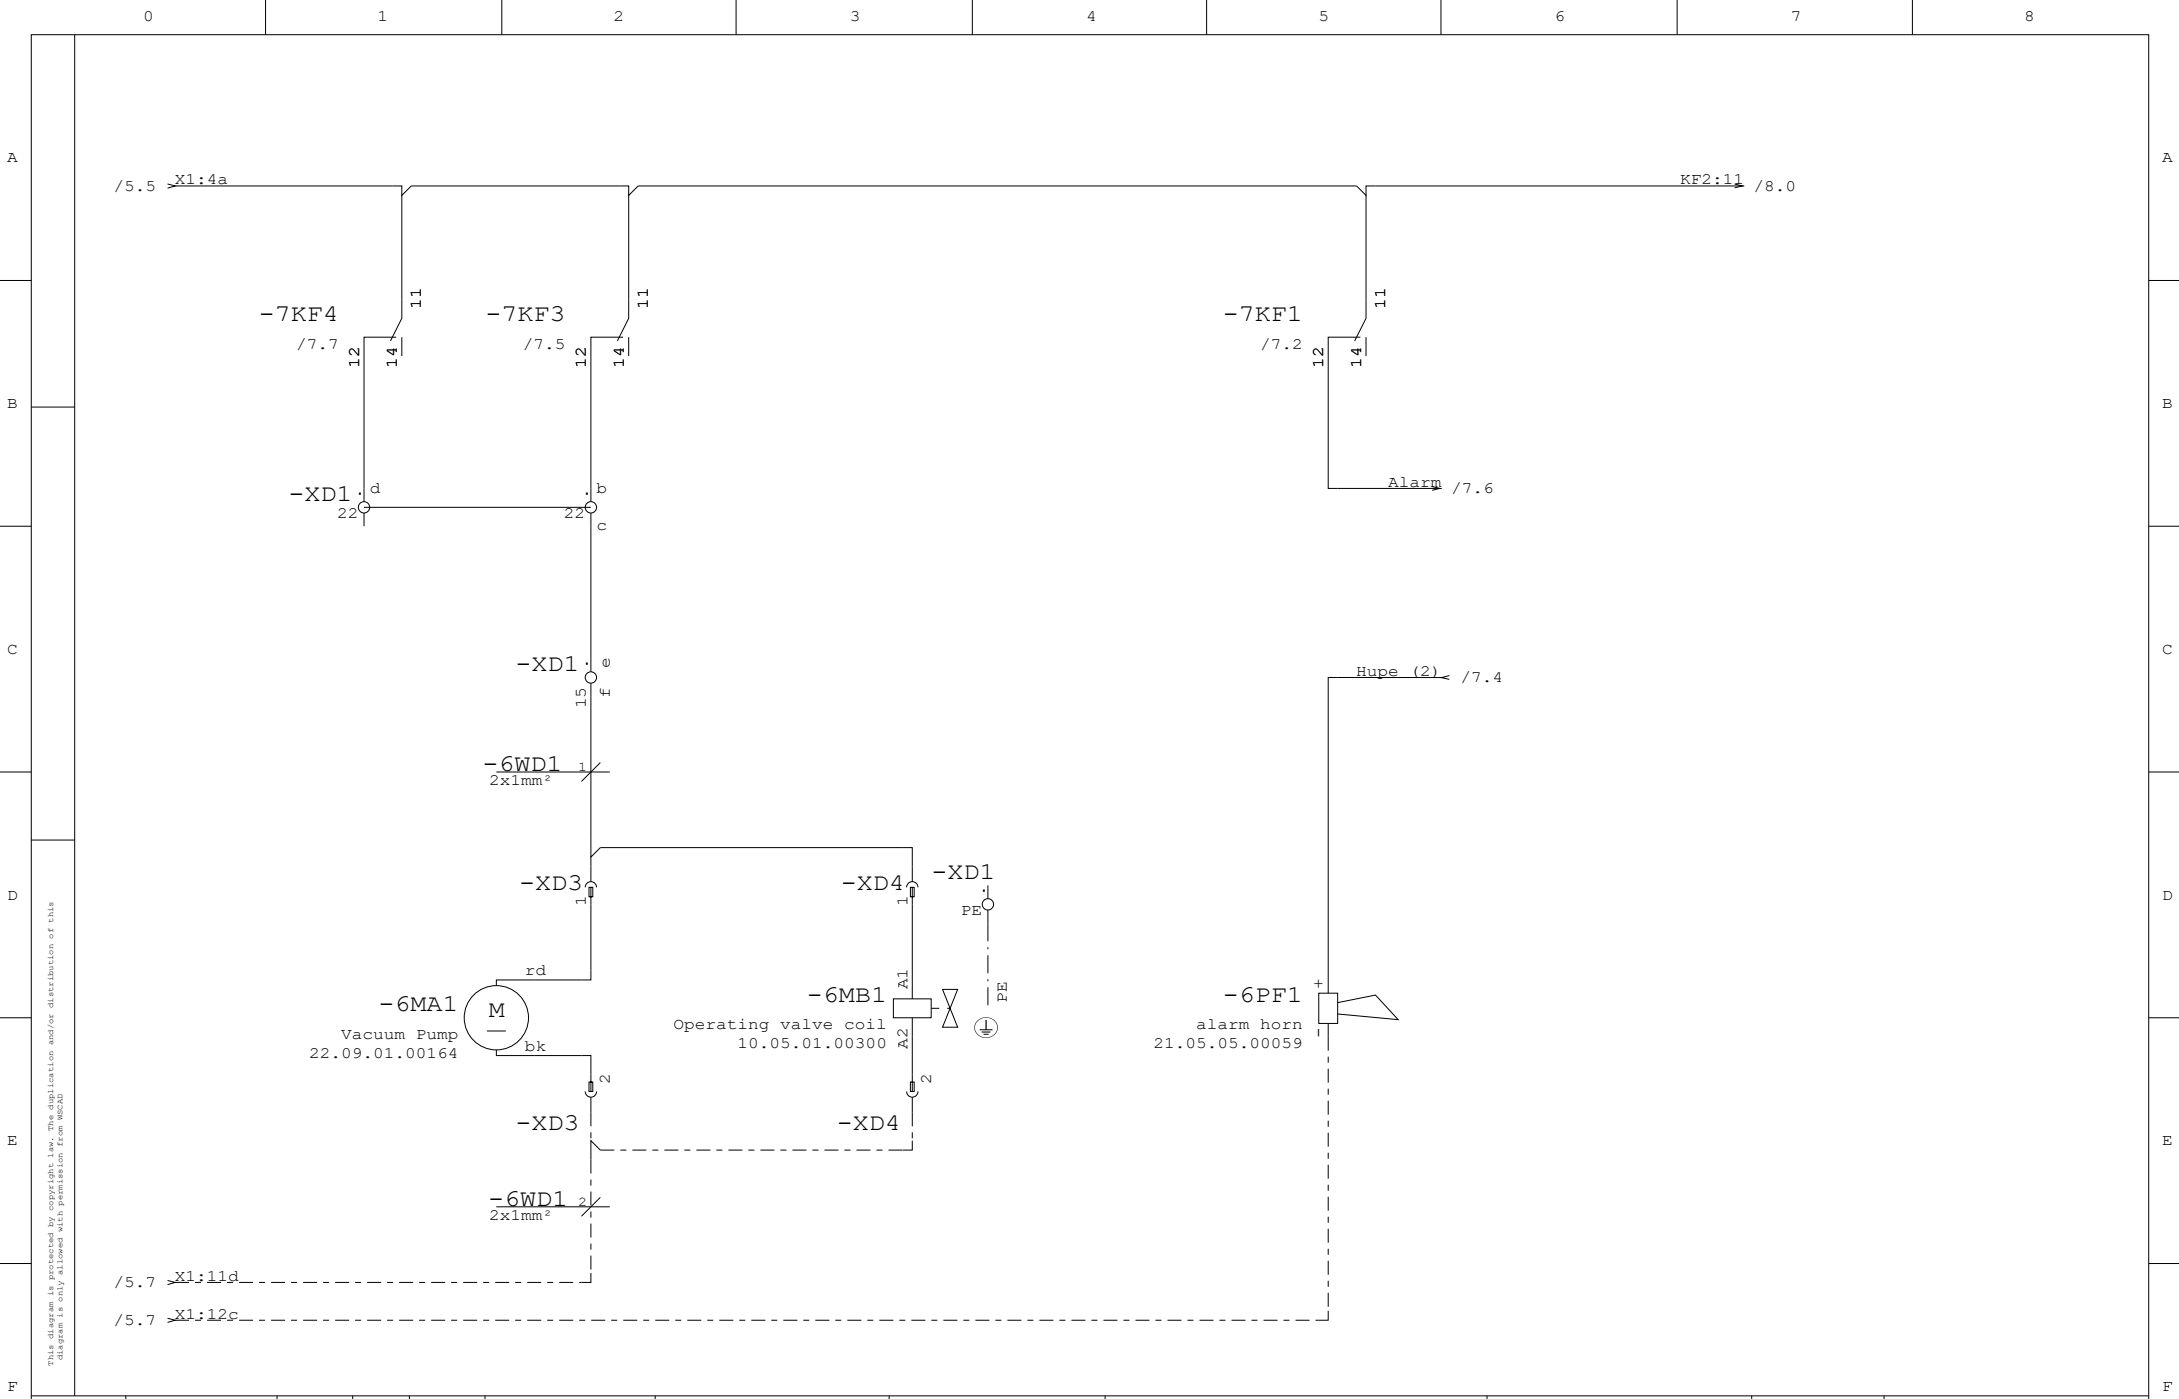 0 1 2 3 4 5 6 7 8
A A
/5.5 X1:4a KF2:11 /8.0
11 11 11
-7KF4 -7KF3 -7KF1
/7.7 /7.5 /7.2
12 14 12 14 12 14
B B
Alarm /7.6
-XD1 d b
22 22
c
C C
-XD1 e
15 f
Hupe (2) /7.4
-6WD1 1
2x1mm²
-XD3 -XD4 -XD1
D D
1 1 PE
rd A1 PE
-6MA1 M -6MB1 -6PF1 +
Vacuum Pump Operating valve coil alarm horn -
22.09.01.00164 10.05.01.00300 21.05.05.00059
bk A2
2 2
-XD3 -XD4
E E
-6WD1 2
2x1mm²
/5.7 X1:11d
/5.7 X1:12c
F F
This diagram is protected by copyright law. The duplication and/or distribution of this
diagram is only allowed with permission from WSCAD